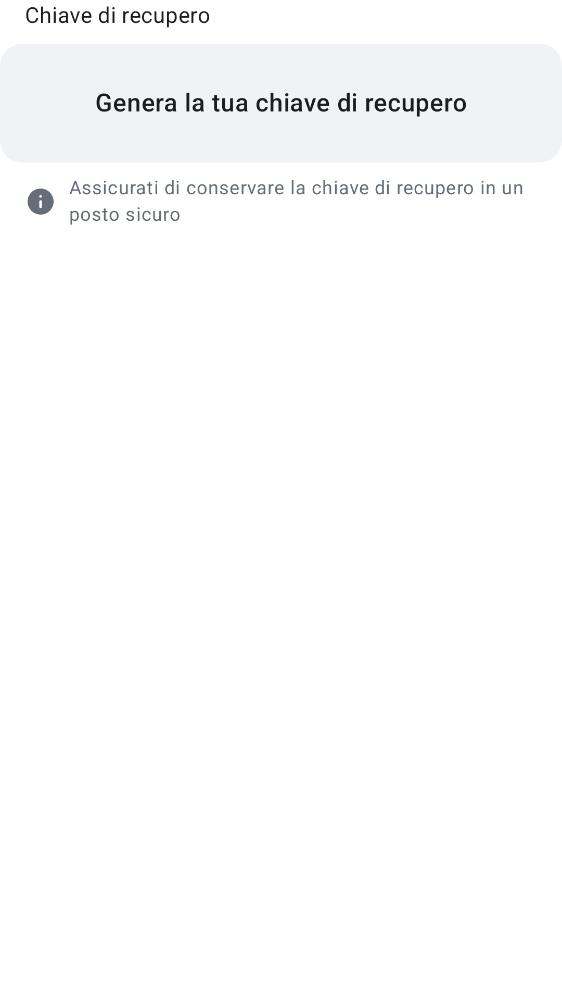 Chiave di recupero
Genera la tua chiave di recupero
Assicurati di conservare la chiave di recupero in un
posto sicuro